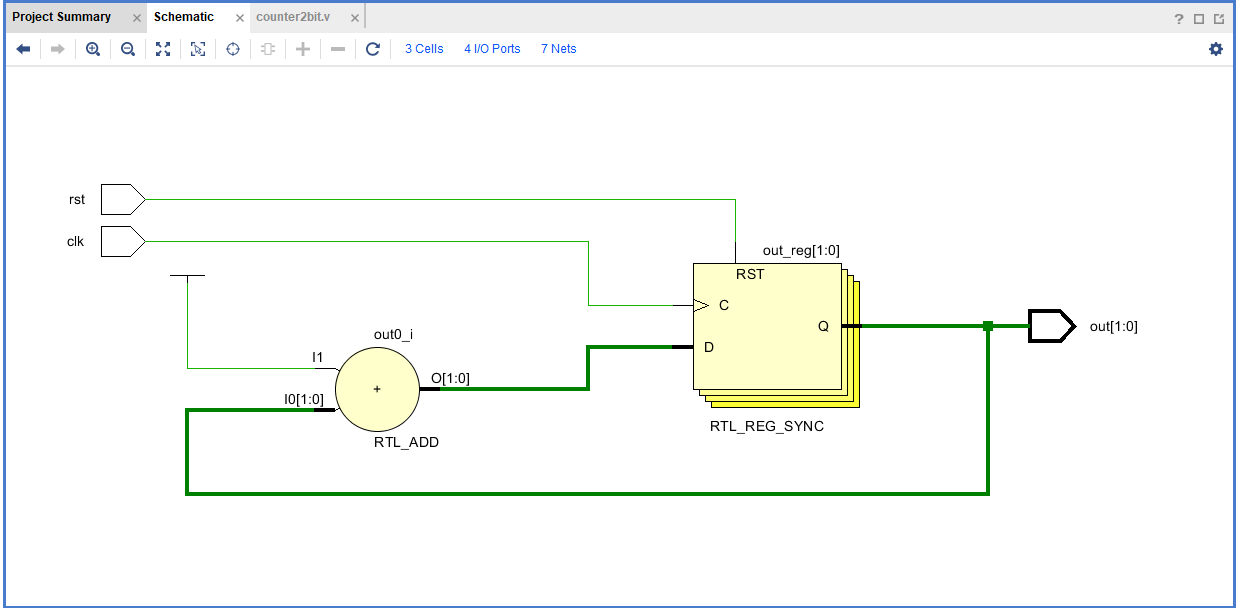 Project Summary
Schematic
counter2bit.v
3 Cells
4 I/O Ports
7 Nets
rst
clk
out_reg[1:0]
RST
C
Q
D
out[1:0]
out0_i
I1
O[1:0]
+
I0[1:0]
RTL_REG_SYNC
RTL_ADD